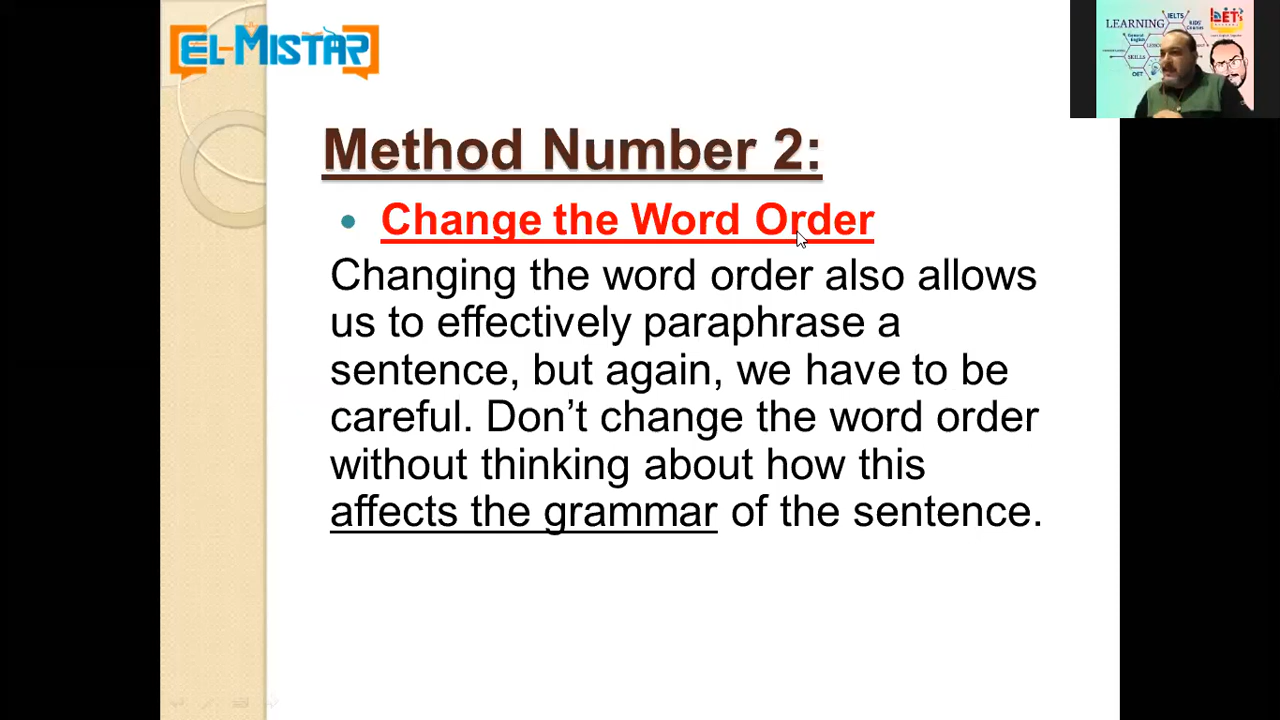 EL-MISTAR
LEARNING
IELTS
OET
SKILLS
Method Number 2:
• Change the Word Order
Changing the word order also allows
us to effectively paraphrase a
sentence, but again, we have to be
careful. Don’t change the word order
without thinking about how this
affects the grammar of the sentence.